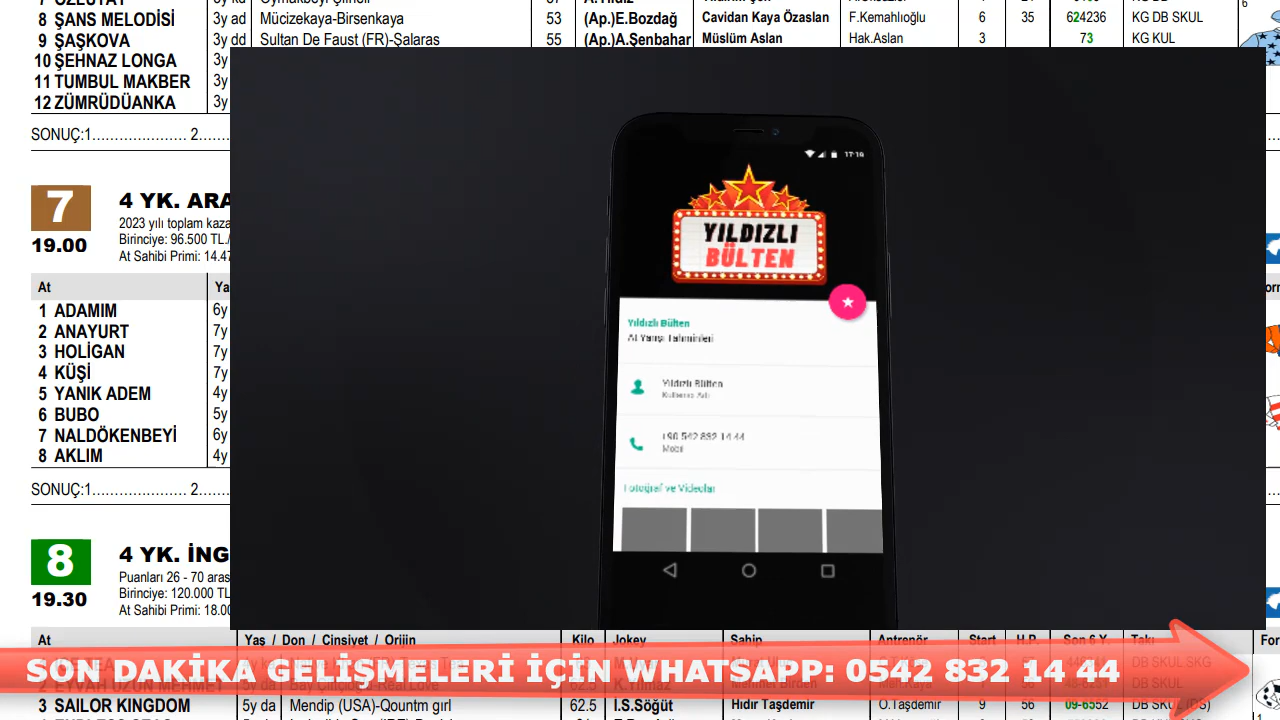 8 ŞANS MELODİSİ 3y ad Mücizekaya-Birsenkaya 53 (Ap.)E.Bozdağ Cavidan Kaya Özaslan F.Kemahlıoğlu 6 35 624236 KG DB SKUL
9 ŞAŞKOVA 3y dd Sultan De Faust (FR)-Şalaras 55 (Ap.)A.Şenbahar Müslüm Aslan Hak.Aslan 3 73 KG KUL
10 ŞEHNAZ LONGA 3y
11 TUMBUL MAKBER 3y
12 ZÜMRÜDÜANKA 3y
SONUÇ:1..................... 2......
7 4 YK. ARA
2023 yılı toplam kaza
19.00 Birinciye: 96.500 TL./
At Sahibi Primi: 14.47
At Ya
1 ADAMIM 6y
2 ANAYURT 7y
3 HOLİGAN 7y
4 KÜŞİ 7y
5 YANIK ADEM 4y
6 BUBO 5y
7 NALDÖKENBEYİ 6y
8 AKLIM 4y
SONUÇ:1..................... 2......
17:19
YILDIZLI
BÜLTEN
Yıldızlı Bülten
At Yarışı Tahminleri
Yıldızlı Bülten
Kullanıcı Adı
+90 542 832 14 44
Mobil
Fotoğraf ve Videolar
8 4 YK. İNG
Puanları 26 - 70 aras
19.30 Birinciye: 120.000 TL
At Sahibi Primi: 18.00
At Yaş / Don / Cinsiyet / Orijin Kilo Jokey Sahip Antrenör Start H.P. Son 6 Y. Takı For
SON DAKİKA GELİŞMELERİ İÇİN WHATSAPP: 0542 832 14 44
3 SAILOR KINGDOM 5y da Mendip (USA)-Qountm gırl 62.5 I.S.Söğüt Hıdır Taşdemir O.Taşdemir 9 56 09-6552